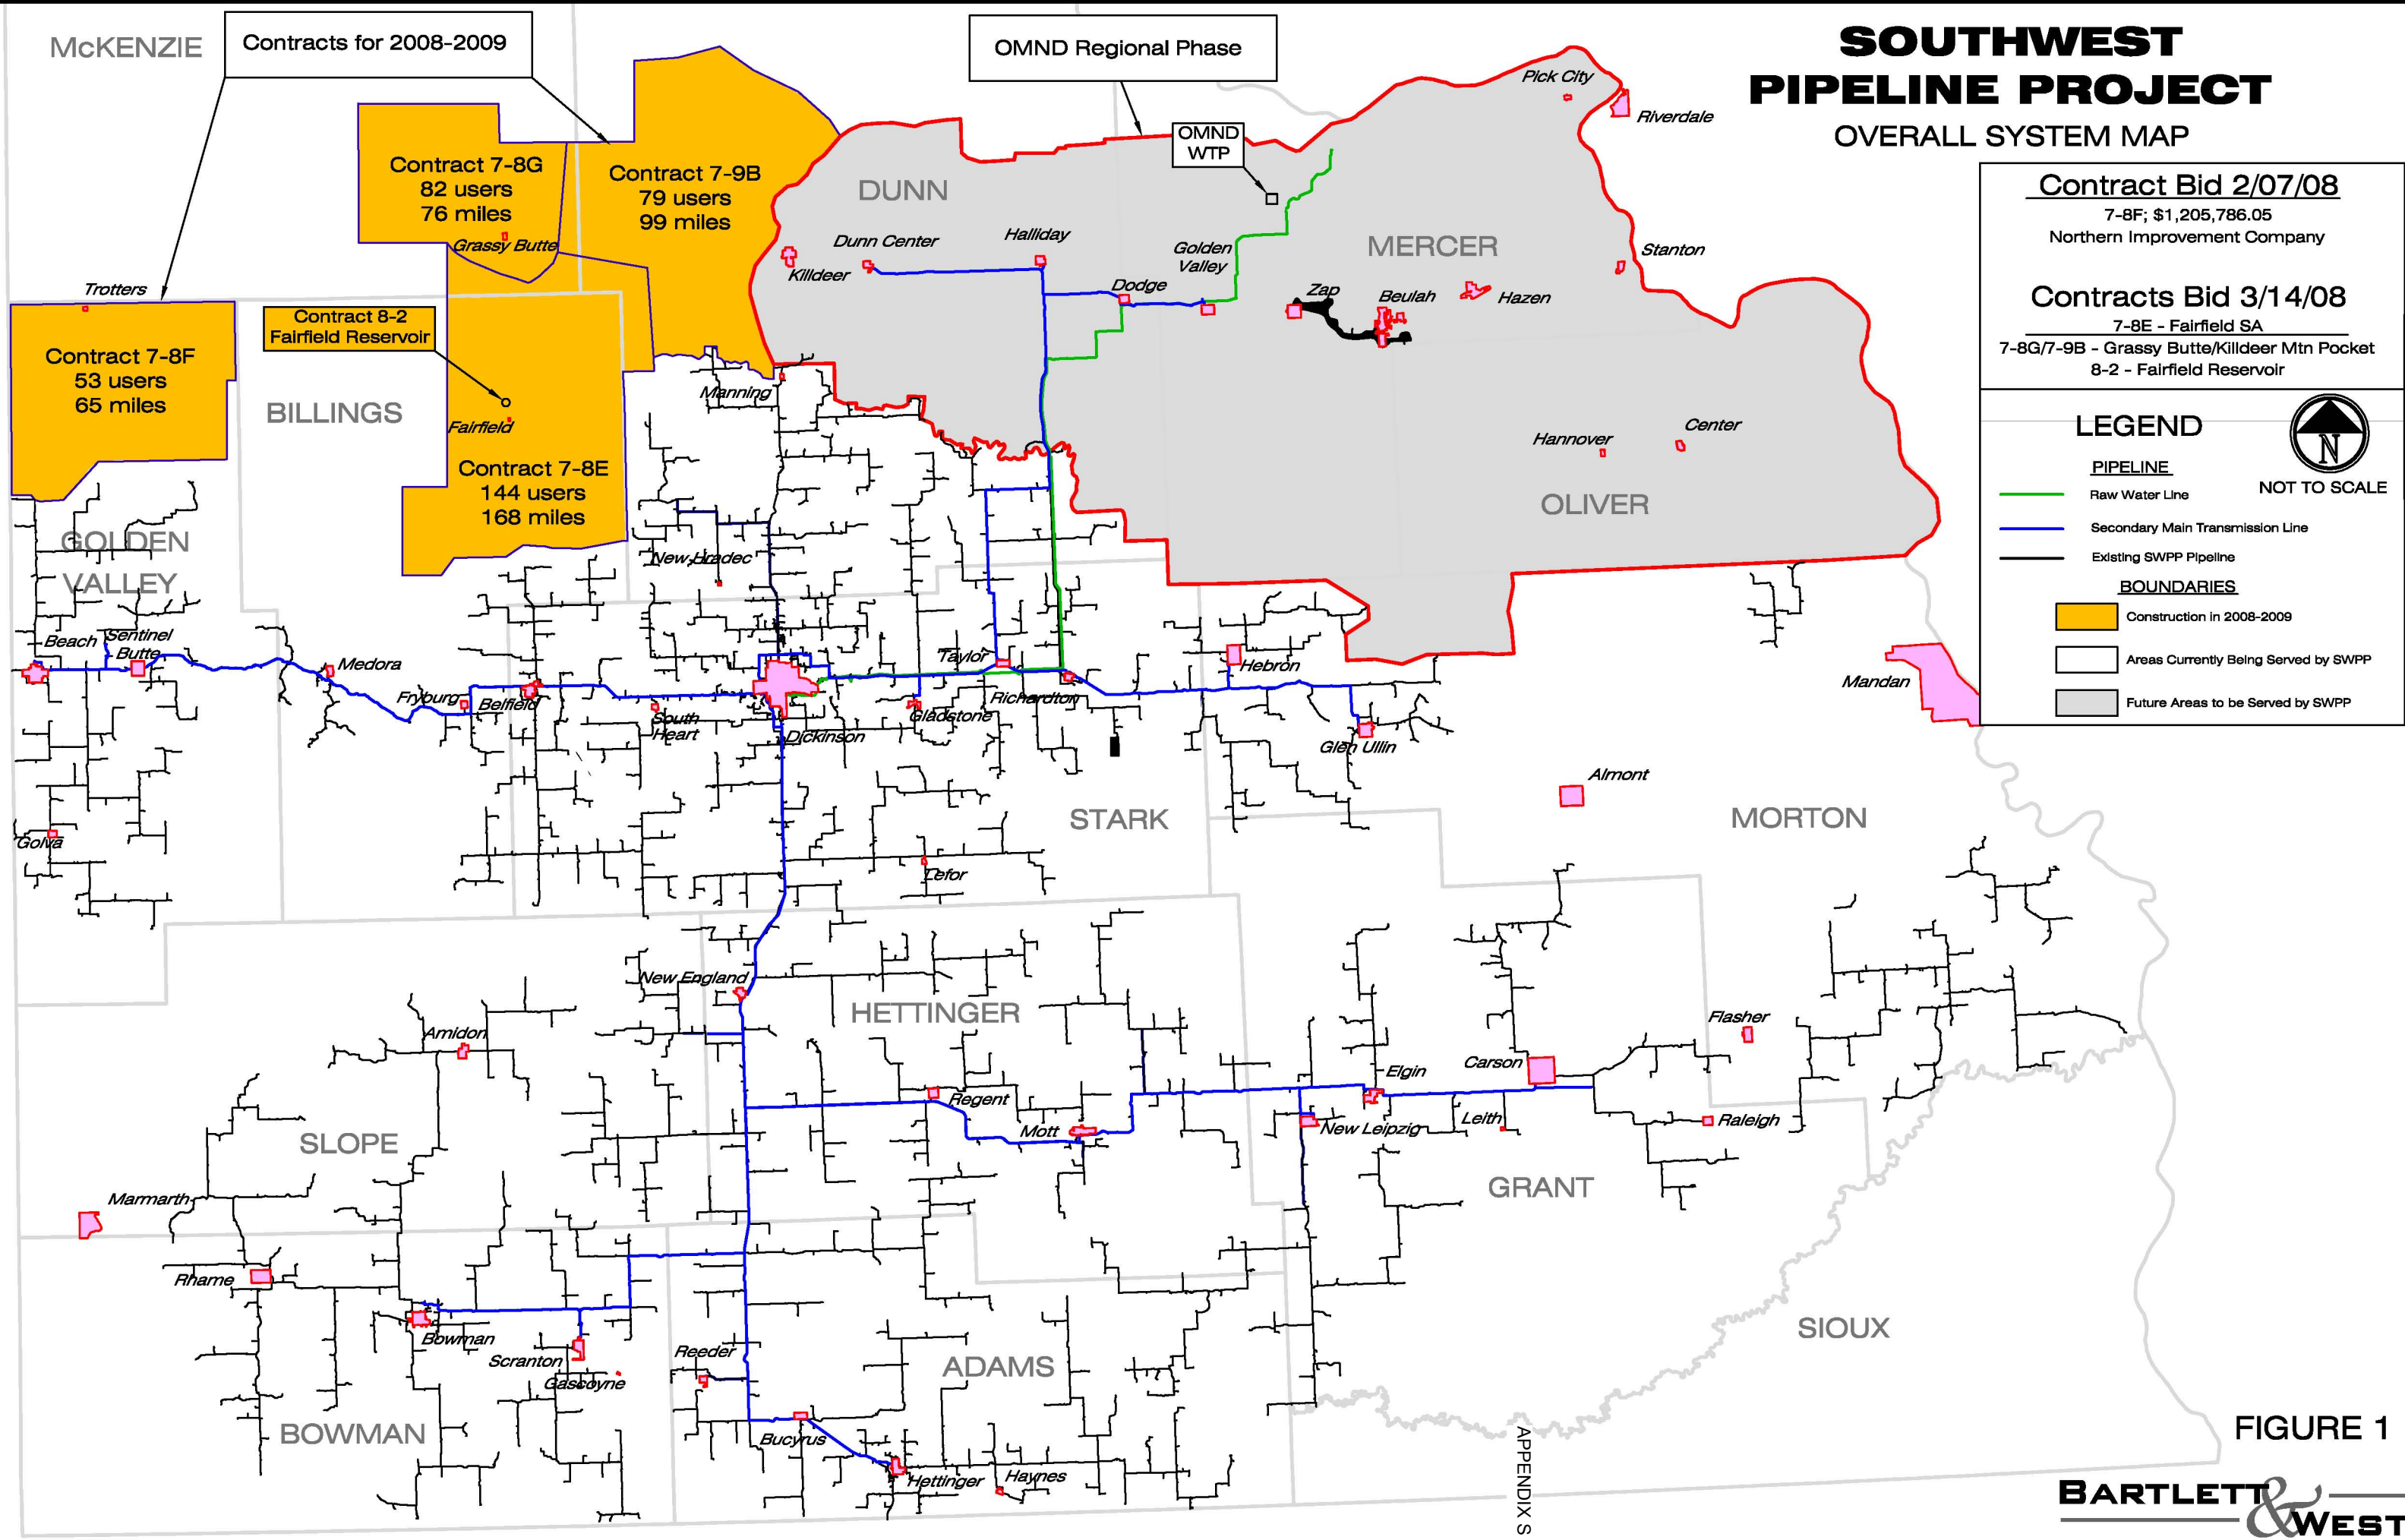 SOUTHWEST
PIPELINE PROJECT
OVERALL SYSTEM MAP
McKENZIE
Contracts for 2008-2009
OMND Regional Phase
OMND
WTP
Pick City
Riverdale
Contract 7-8G
82 users
76 miles
Grassy Butte
Contract 7-9B
79 users
99 miles
DUNN
Killdeer
Dunn Center
Halliday
Dodge
Golden
Valley
MERCER
Stanton
Zap
Beulah
Hazen
Trotters
Contract 7-8F
53 users
65 miles
Contract 8-2
Fairfield Reservoir
BILLINGS
Fairfield
Contract 7-8E
144 users
168 miles
Manning
Hannover
Center
OLIVER
Contract Bid 2/07/08
7-8F; $1,205,786.05
Northern Improvement Company
Contracts Bid 3/14/08
7-8E - Fairfield SA
7-8G/7-9B - Grassy Butte/Killdeer Mtn Pocket
8-2 - Fairfield Reservoir
LEGEND
N
NOT TO SCALE
PIPELINE
Raw Water Line
Secondary Main Transmission Line
Existing SWPP Pipeline
BOUNDARIES
Construction in 2008-2009
Areas Currently Being Served by SWPP
Future Areas to be Served by SWPP
GOLDEN
VALLEY
New Hradec
Beach
Sentinel
Butte
Medora
Fryburg
Belfield
South
Heart
Dickinson
Taylor
Gladstone
Richardton
Hebron
Glen Ullin
Mandan
Almont
STARK
MORTON
Golva
Lefor
New England
HETTINGER
Amidon
Regent
Mott
Elgin
New Leipzig
Carson
Leith
Flasher
Raleigh
SLOPE
GRANT
Marmarth
Rhame
Bowman
Scranton
Gascoyne
Reeder
ADAMS
SIOUX
BOWMAN
Bucyrus
Hettinger
Haynes
APPENDIX S
FIGURE 1
BARTLETT
&
WEST